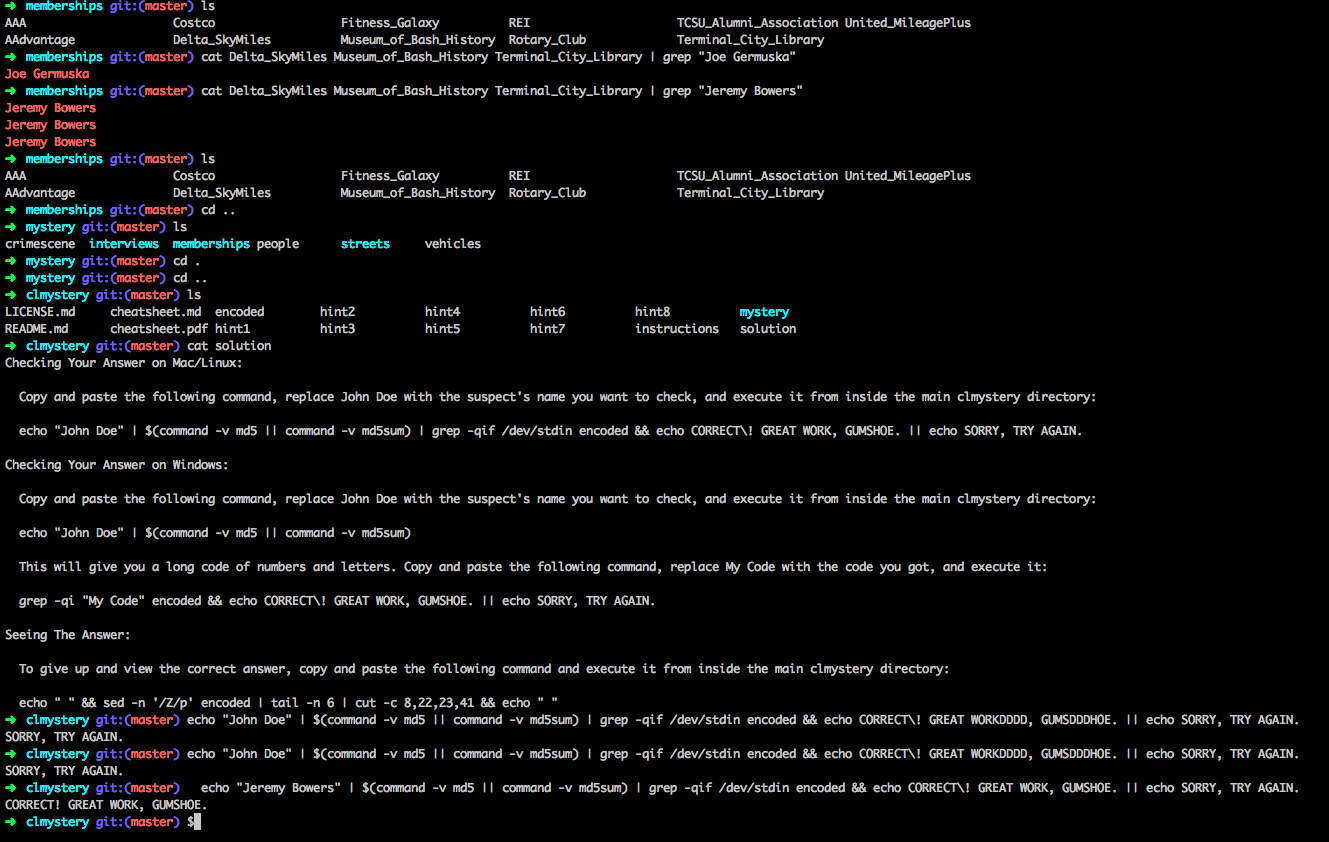 ➜ memberships git:(master) ls
AAA Costco Fitness_Galaxy REI TCSU_Alumni_Association United_MileagePlus
AAdvantage Delta_SkyMiles Museum_of_Bash_History Rotary_Club Terminal_City_Library
➜ memberships git:(master) cat Delta_SkyMiles Museum_of_Bash_History Terminal_City_Library | grep "Joe Germuska"
Joe Germuska
➜ memberships git:(master) cat Delta_SkyMiles Museum_of_Bash_History Terminal_City_Library | grep "Jeremy Bowers"
Jeremy Bowers
Jeremy Bowers
Jeremy Bowers
➜ memberships git:(master) ls
AAA Costco Fitness_Galaxy REI TCSU_Alumni_Association United_MileagePlus
AAdvantage Delta_SkyMiles Museum_of_Bash_History Rotary_Club Terminal_City_Library
➜ memberships git:(master) cd ..
➜ mystery git:(master) ls
crimescene interviews memberships people streets vehicles
➜ mystery git:(master) cd .
➜ mystery git:(master) cd ..
➜ clmystery git:(master) ls
LICENSE.md cheatsheet.md encoded hint2 hint4 hint6 hint8 mystery
README.md cheatsheet.pdf hint1 hint3 hint5 hint7 instructions solution
➜ clmystery git:(master) cat solution
Checking Your Answer on Mac/Linux:
Copy and paste the following command, replace John Doe with the suspect's name you want to check, and execute it from inside the main clmystery directory:
echo "John Doe" | $(command -v md5 || command -v md5sum) | grep -qif /dev/stdin encoded && echo CORRECT\! GREAT WORK, GUMSHOE. || echo SORRY, TRY AGAIN.
Checking Your Answer on Windows:
Copy and paste the following command, replace John Doe with the suspect's name you want to check, and execute it from inside the main clmystery directory:
echo "John Doe" | $(command -v md5 || command -v md5sum)
This will give you a long code of numbers and letters. Copy and paste the following command, replace My Code with the code you got, and execute it:
grep -qi "My Code" encoded && echo CORRECT\! GREAT WORK, GUMSHOE. || echo SORRY, TRY AGAIN.
Seeing The Answer:
To give up and view the correct answer, copy and paste the following command and execute it from inside the main clmystery directory:
echo " " && sed -n '/Z/p' encoded | tail -n 6 | cut -c 8,22,23,41 && echo " "
➜ clmystery git:(master) echo "John Doe" | $(command -v md5 || command -v md5sum) | grep -qif /dev/stdin encoded && echo CORRECT\! GREAT WORKDDDD, GUMSDDDHOE. || echo SORRY, TRY AGAIN.
SORRY, TRY AGAIN.
➜ clmystery git:(master) echo "John Doe" | $(command -v md5 || command -v md5sum) | grep -qif /dev/stdin encoded && echo CORRECT\! GREAT WORKDDDD, GUMSDDDHOE. || echo SORRY, TRY AGAIN.
SORRY, TRY AGAIN.
➜ clmystery git:(master) echo "Jeremy Bowers" | $(command -v md5 || command -v md5sum) | grep -qif /dev/stdin encoded && echo CORRECT\! GREAT WORK, GUMSHOE. || echo SORRY, TRY AGAIN.
CORRECT! GREAT WORK, GUMSHOE.
➜ clmystery git:(master) $